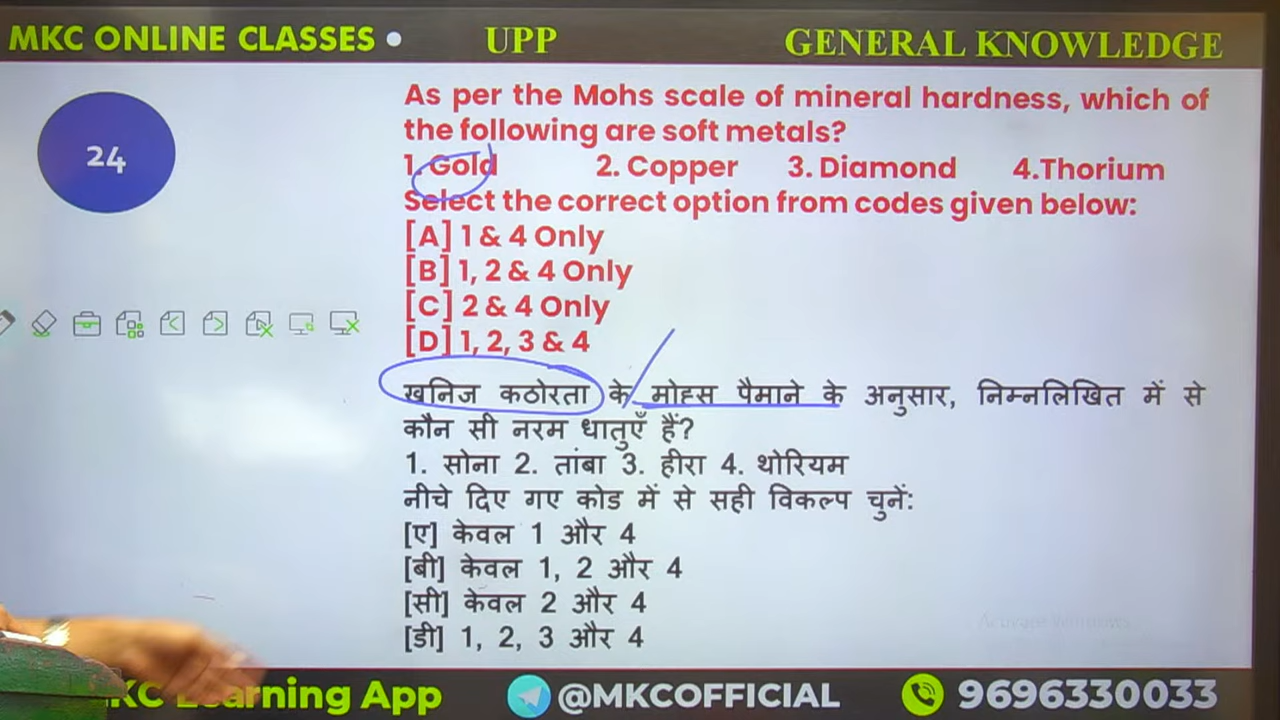 MKC ONLINE CLASSES • UPP GENERAL KNOWLEDGE
24
As per the Mohs scale of mineral hardness, which of
the following are soft metals?
1. Gold 2. Copper 3. Diamond 4.Thorium
Select the correct option from codes given below:
[A] 1 & 4 Only
[B] 1, 2 & 4 Only
[C] 2 & 4 Only
[D] 1, 2, 3 & 4
खनिज कठोरता के मोह्स पैमाने के अनुसार, निम्नलिखित में से
कौन सी नरम धातुएँ हैं?
1. सोना 2. तांबा 3. हीरा 4. थोरियम
नीचे दिए गए कोड में से सही विकल्प चुनें:
[ए] केवल 1 और 4
[बी] केवल 1, 2 और 4
[सी] केवल 2 और 4
[डी] 1, 2, 3 और 4
KC Learning App @MKCOFFICIAL 9696330033